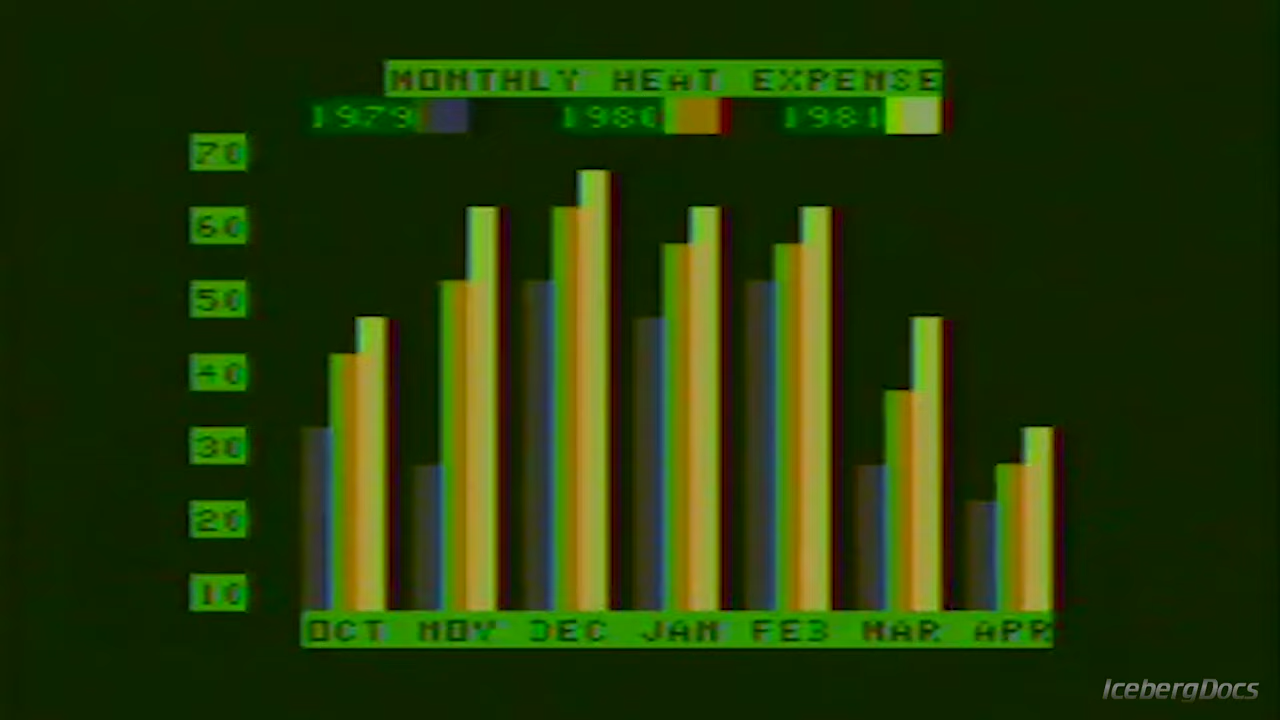 MONTHLY HEAT EXPENSE
1979 1980 1981
70
60
50
40
30
20
10
OCT NOV DEC JAN FEB MAR APR
IcebergDocs